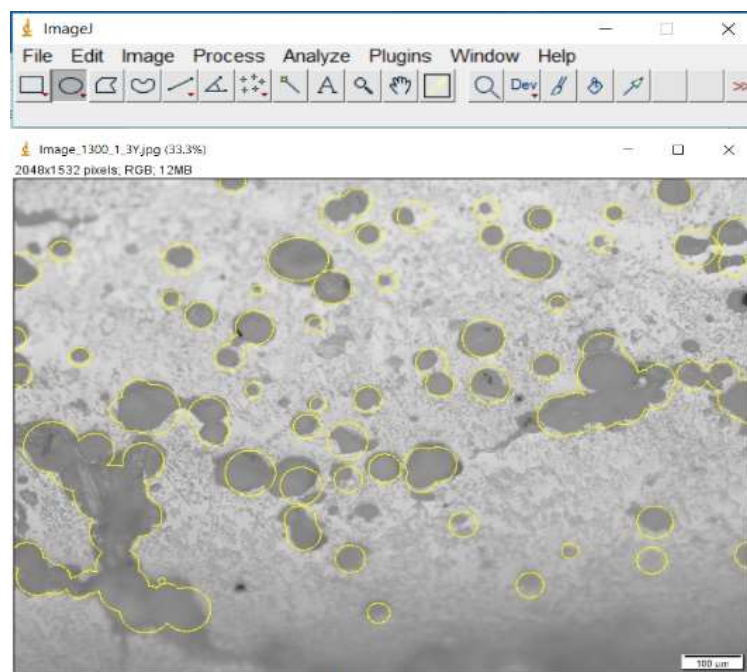 ImageJ
File Edit Image Process Analyze Plugins Window Help
A Dev >>
Image_1300_1_3Y.jpg (33.3%)
2048x1532 pixels; RGB; 12MB
100 µm